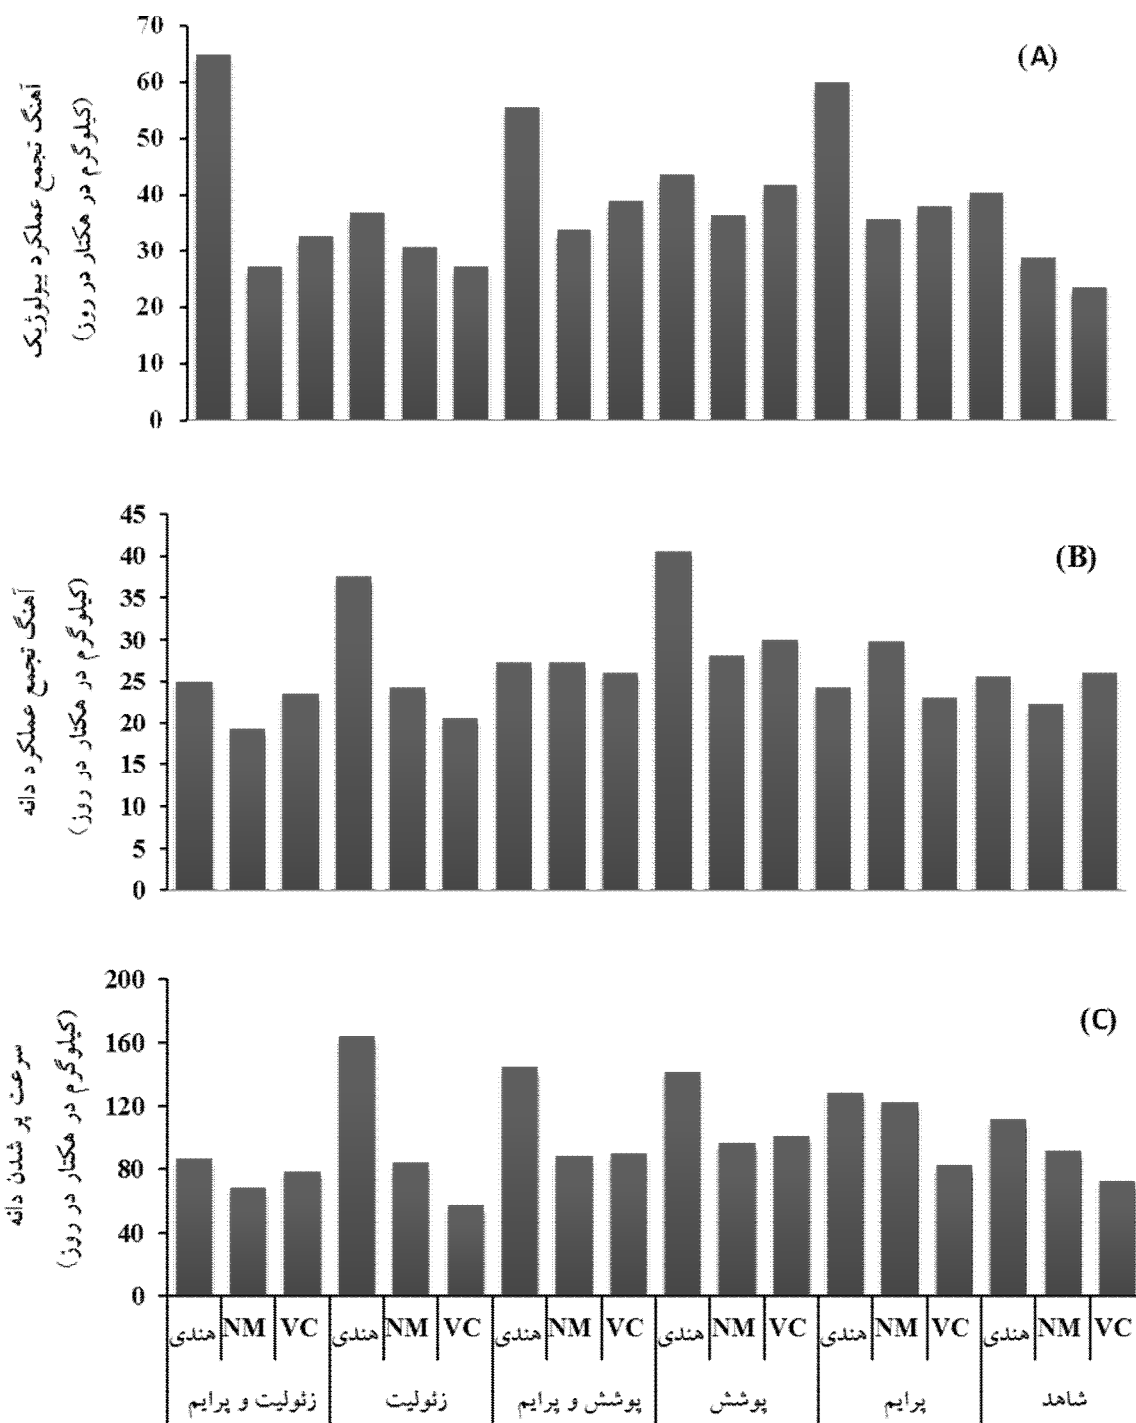 (A)
آهنگ تجمع عملکرد بیولوژیک
(کیلوگرم در هکتار در روز)
70
60
50
40
30
20
10
0
(B)
آهنگ تجمع عملکرد دانه
(کیلوگرم در هکتار در روز)
45
40
35
30
25
20
15
10
5
0
(C)
سرعت پر شدن دانه
(کیلوگرم در هکتار در روز)
200
160
120
80
40
0
هندی NM VC هندی NM VC هندی NM VC هندی NM VC هندی NM VC هندی NM VC
زئولیت و پرایم زئولیت پوشش و پرایم پوشش پرایم شاهد